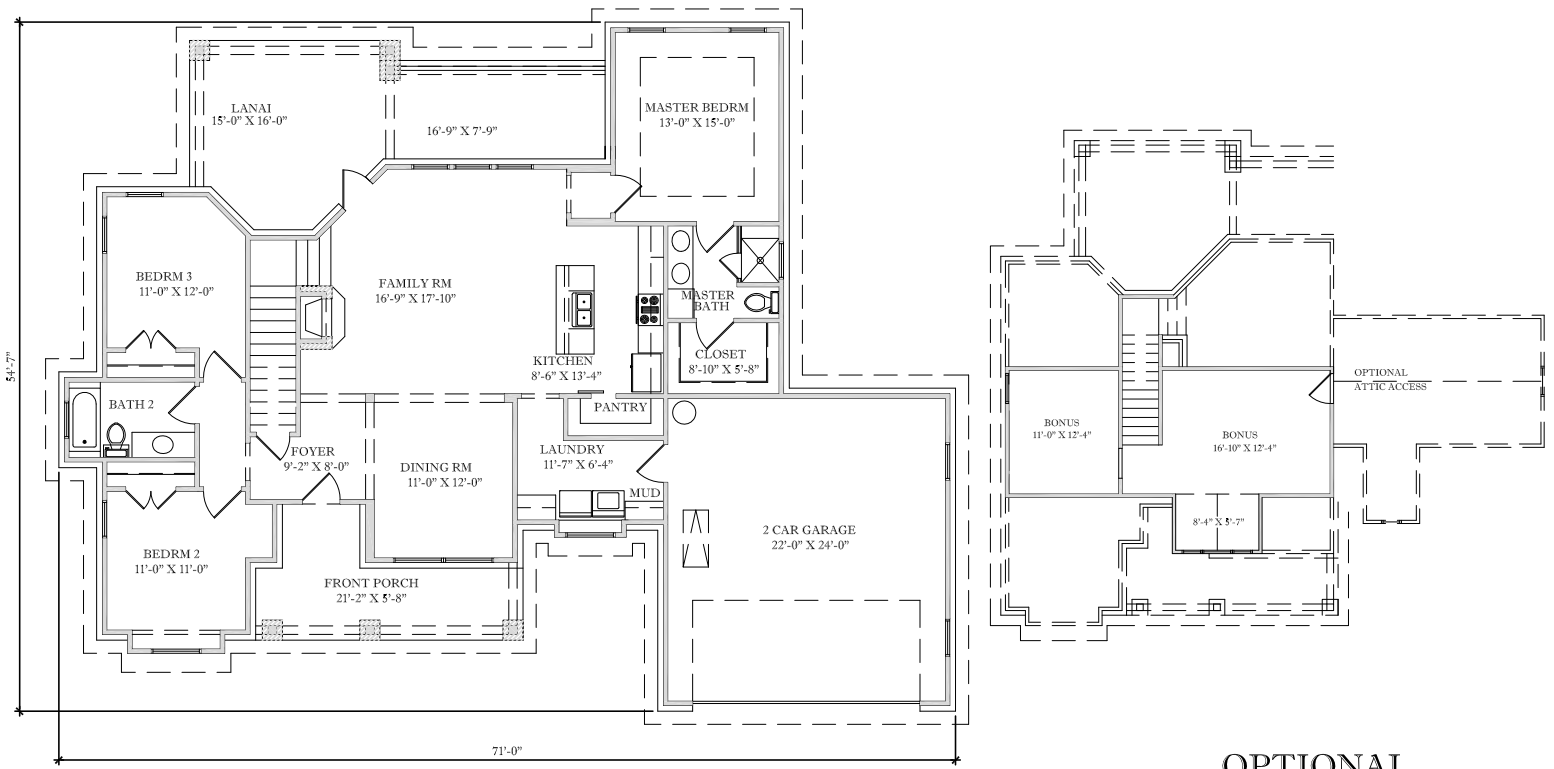 LANAI
15'-0" X 16'-0"
16'-9" X 7'-9"
MASTER BEDRM
13'-0" X 15'-0"
BEDRM 3
11'-0" X 12'-0"
FAMILY RM
16'-9" X 17'-10"
MASTER
BATH
KITCHEN
8'-6" X 13'-4"
CLOSET
8'-10" X 5'-8"
54'-7"
BATH 2
PANTRY
FOYER
9'-2" X 8'-0"
DINING RM
11'-0" X 12'-0"
LAUNDRY
11'-7" X 6'-4"
MUD
BEDRM 2
11'-0" X 11'-0"
2 CAR GARAGE
22'-0" X 24'-0"
FRONT PORCH
21'-2" X 5'-8"
71'-0"
OPTIONAL
ATTIC ACCESS
BONUS
11'-0" X 12'-4"
BONUS
16'-10" X 12'-4"
8'-4" X 5'-7"
OPTIONAL